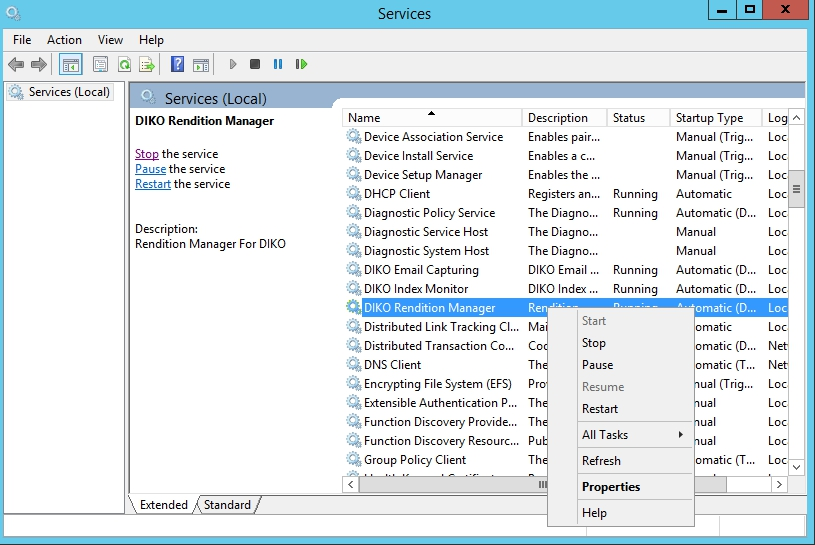 Services
File Action View Help
Services (Local)
Services (Local)
DIKO Rendition Manager
Stop the service
Pause the service
Restart the service
Description:
Rendition Manager For DIKO
Name Description Status Startup Type Log
Device Association Service Enables pair... Manual (Trig... Loc
Device Install Service Enables a c... Manual (Trig... Loc
Device Setup Manager Enables the ... Manual (Trig... Loc
DHCP Client Registers an... Running Automatic Loc
Diagnostic Policy Service The Diagno... Running Automatic (D... Loc
Diagnostic Service Host The Diagno... Manual Loc
Diagnostic System Host The Diagno... Manual Loc
DIKO Email Capturing DIKO Email ... Running Automatic (D... Loc
DIKO Index Monitor DIKO Index ... Running Automatic (D... Loc
DIKO Rendition Manager Rendition Running Automatic (D... Loc
Distributed Link Tracking Cl... Mai omatic Loc
Distributed Transaction Co... Coo omatic (D... Net
DNS Client The omatic (T... Net
Encrypting File System (EFS) Pro nual (Trig... Loc
Extensible Authentication P... The nual Loc
Function Discovery Provide... The nual Loc
Function Discovery Resourc... Pub nual Loc
Group Policy Client The omatic (T... Loc
Start
Stop
Pause
Resume
Restart
All Tasks
Refresh
Properties
Help
Extended Standard